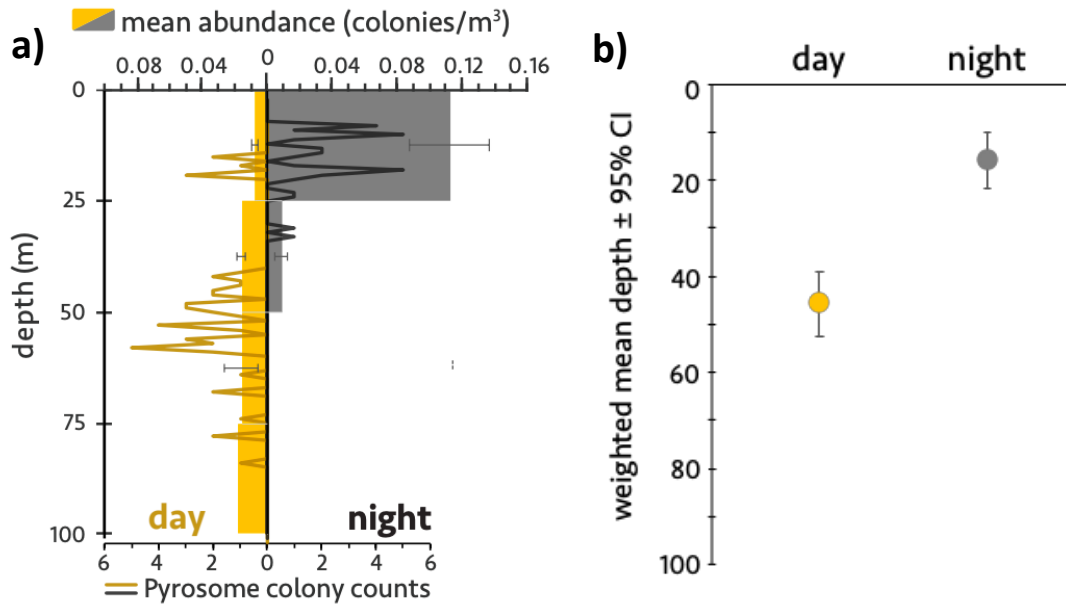 mean abundance (colonies/m³)
a)
0.08 0.04 0 0.04 0.08 0.12 0.16
0
25
50
75
100
depth (m)
day night
6 4 2 0 2 4 6
Pyrosome colony counts
b)
day night
0
20
40
60
80
100
weighted mean depth ± 95% CI